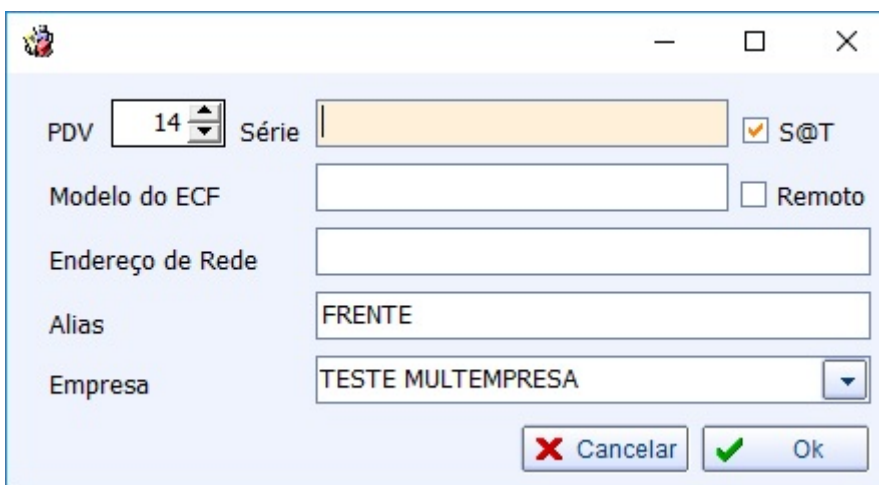 PDV 14 Série S@T
Modelo do ECF Remoto
Endereço de Rede
Alias FRENTE
Empresa TESTE MULTEMPRESA
Cancelar Ok